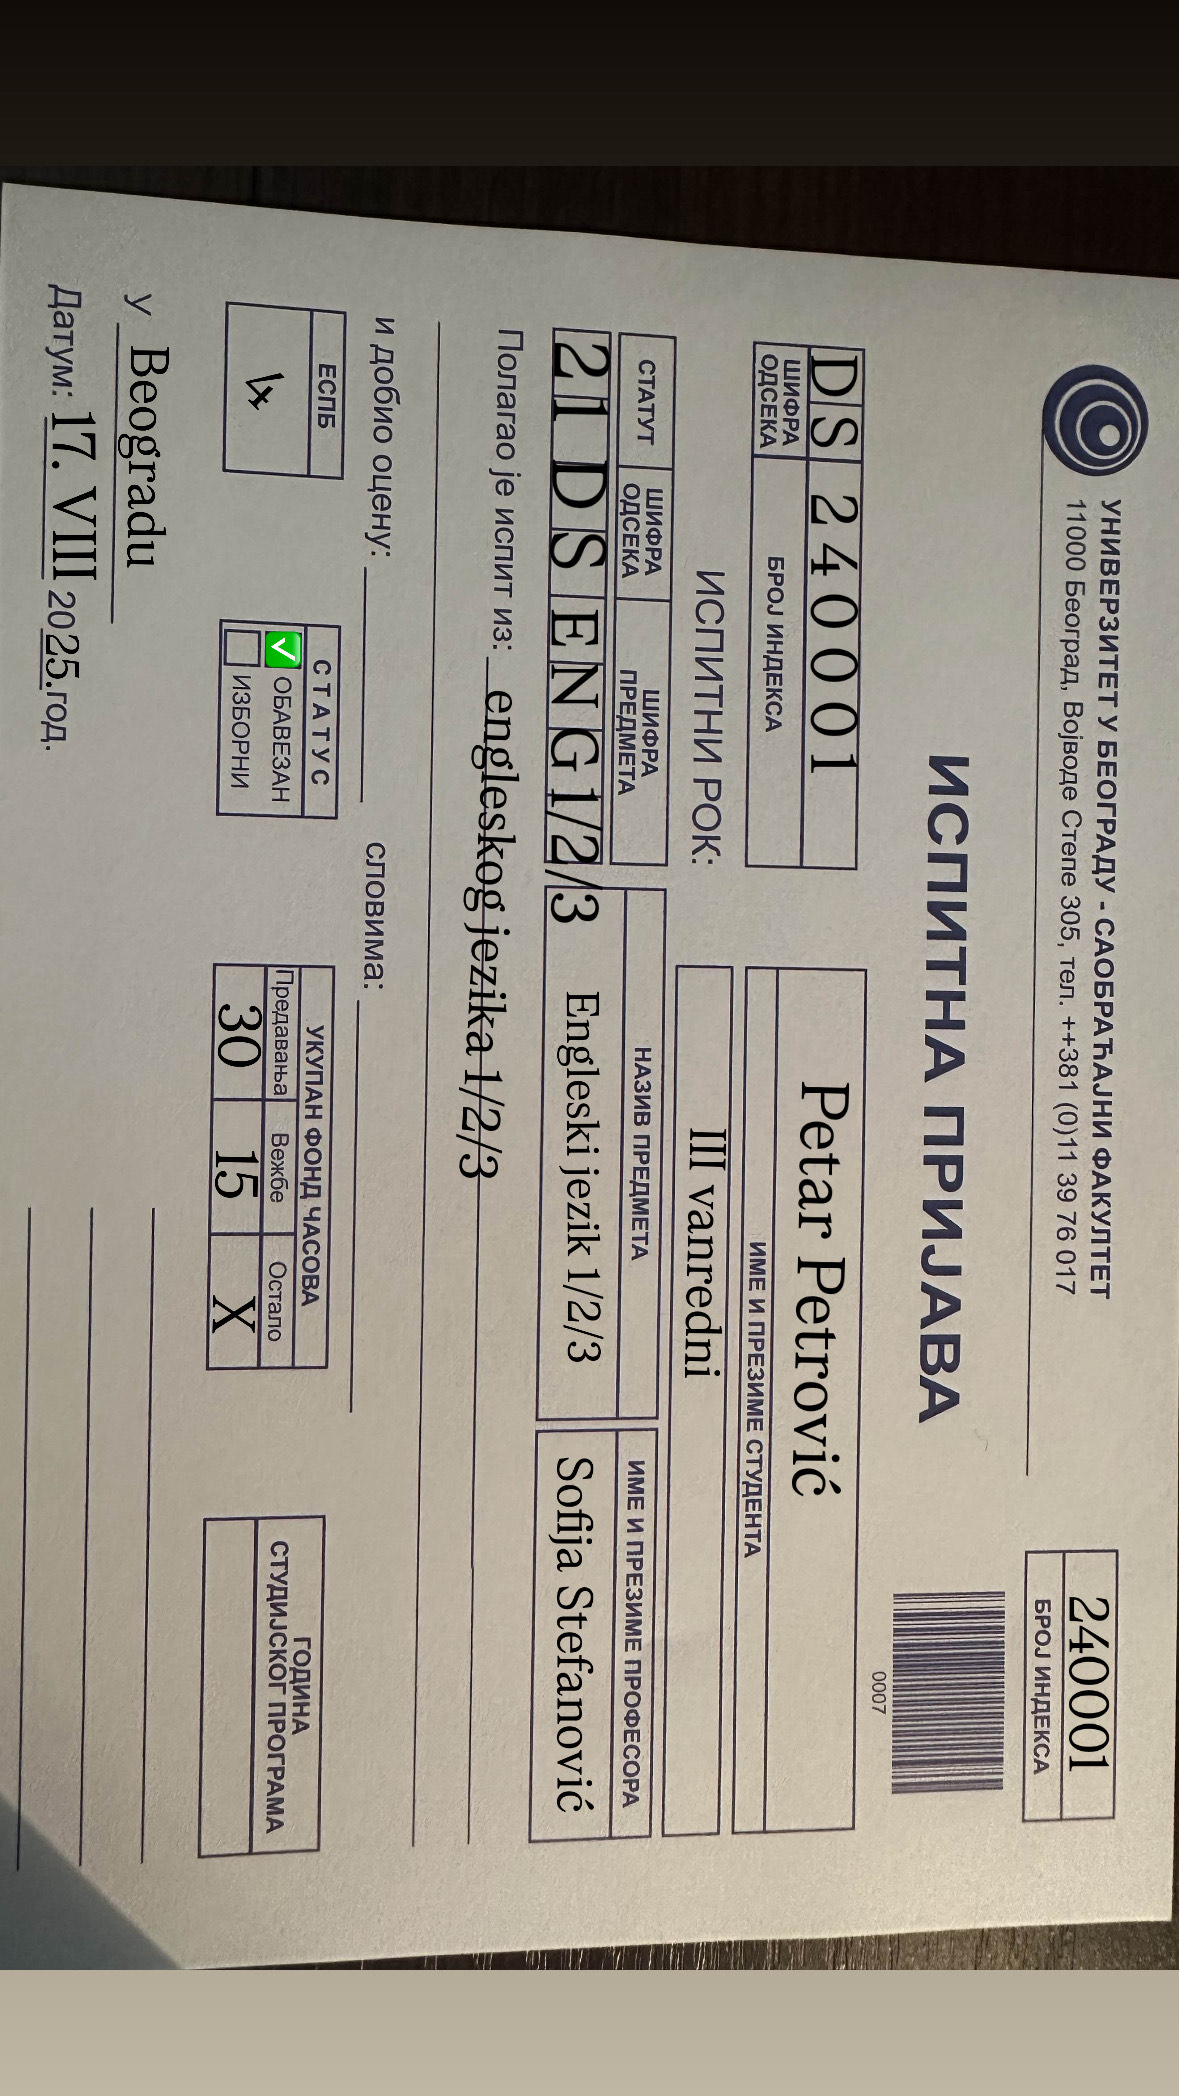 УНИВЕРЗИТЕТ У БЕОГРАДУ - САОБРАЋАЈНИ ФАКУЛТЕТ
11000 Београд, Војводе Степе 305, тел. ++381 (0)11 39 76 017
240001
БРОЈ ИНДЕКСА
ИСПИТНА ПРИЈАВА
0007
DS 240001
ШИФРА ОДСЕКА
БРОЈ ИНДЕКСА
Petar Petrović
ИМЕ И ПРЕЗИМЕ СТУДЕНТА
ИСПИТНИ РОК:
III vanredni
СТАТУТ
ШИФРА ОДСЕКА
ШИФРА ПРЕДМЕТА
НАЗИВ ПРЕДМЕТА
ИМЕ И ПРЕЗИМЕ ПРОФЕСОРА
21 DS ENG1/2/3
Engleski jezik 1/2/3
Sofija Stefanović
Полагао је испит из: engleskog jezika 1/2/3
и добио оцену:
словима:
ЕСПБ
4
СТАТУС
✅ ОБАВЕЗАН
ИЗБОРНИ
УКУПАН ФОНД ЧАСОВА
Предавања
Вежбе
Остало
30
15
X
ГОДИНА
СТУДИЈСКОГ ПРОГРАМА
У Beogradu
Датум: 17. VIII 2025.год.